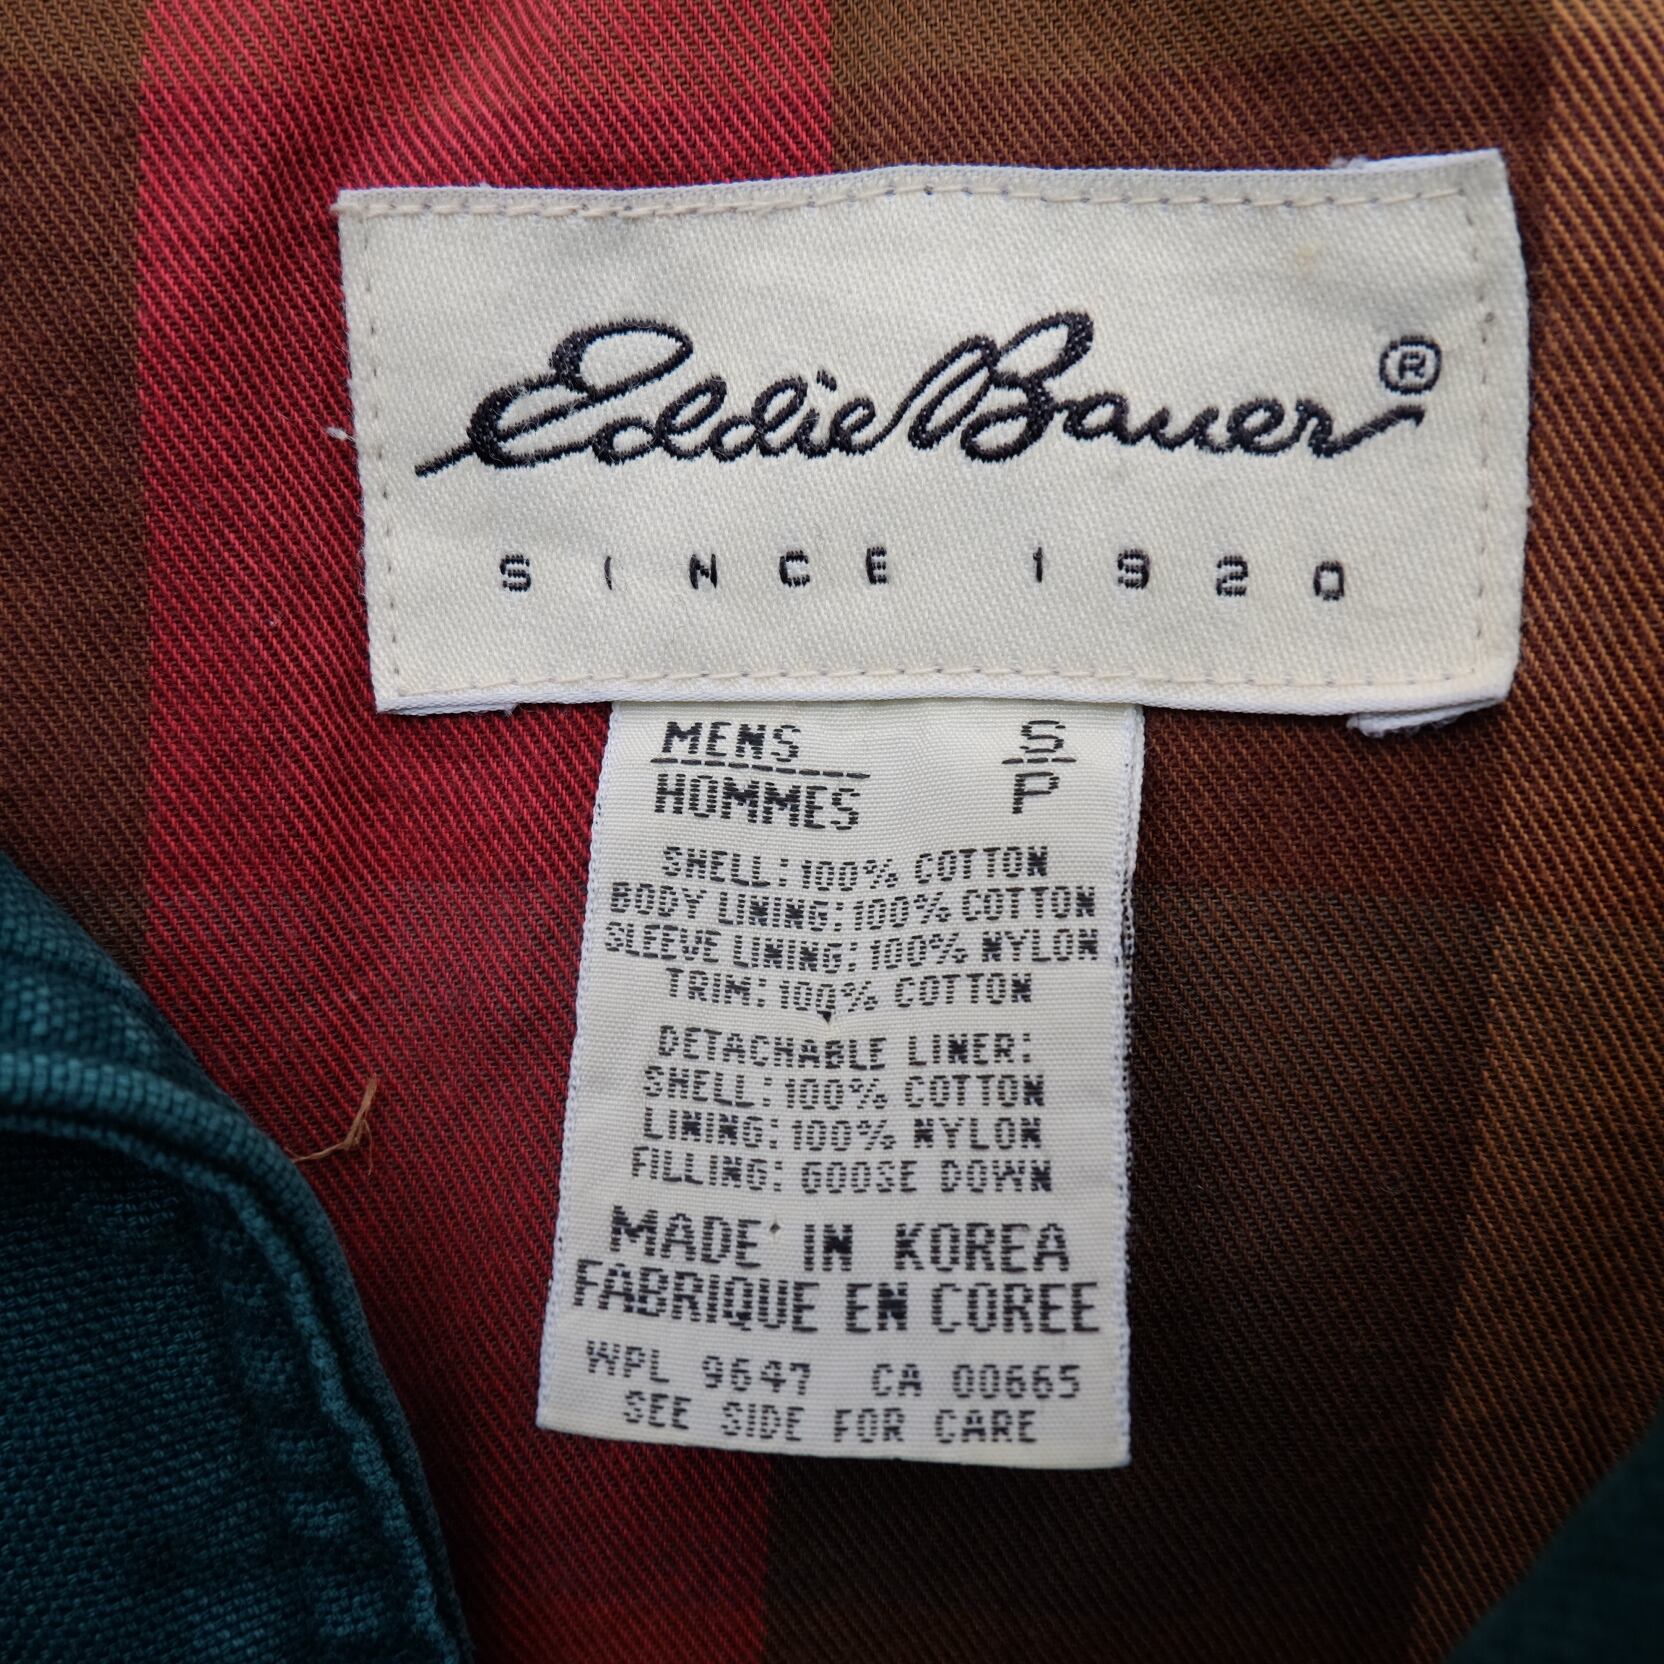 Eddie Bauer®
SINCE 1920
MENS S
HOMMES P
SHELL: 100% COTTON
BODY LINING: 100% COTTON
SLEEVE LINING: 100% NYLON
TRIM: 100% COTTON
DETACHABLE LINER:
SHELL: 100% COTTON
LINING: 100% NYLON
FILLING: GOOSE DOWN
MADE IN KOREA
FABRIQUE EN COREE
WPL 9647 CA 00665
SEE SIDE FOR CARE